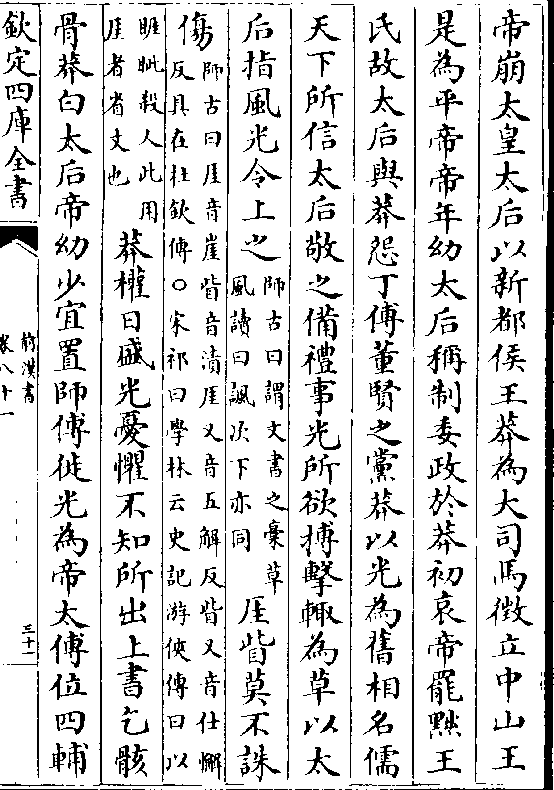 帝崩太皇太后以新都侯王莽為大司馬徵立中山王
是為平帝帝年幼太后稱制委政於莽初哀帝罷黜王
氏故太后與莽怨丁傅董賢之黨莽以光為舊相名儒
天下所信太后敬之備禮事光所欲搏擊輒為草以太
后指風光令上之
師古曰謂文書之稾草
風讀曰諷次下亦同
厓眥莫不誅
傷
師古曰厓音崖眥音漬厓又音五解反眥又音仕懈
反具在杜欽傳○宋祁曰學林云史記游俠傳曰以
睚眦殺人此用
厓者省文也
莽權日盛光憂懼不知所出上書乞骸
骨莽白太后帝幼少宜置師傅徙光為帝太傅位四輔
欽定四庫全書
前漢書
卷八十一
三十